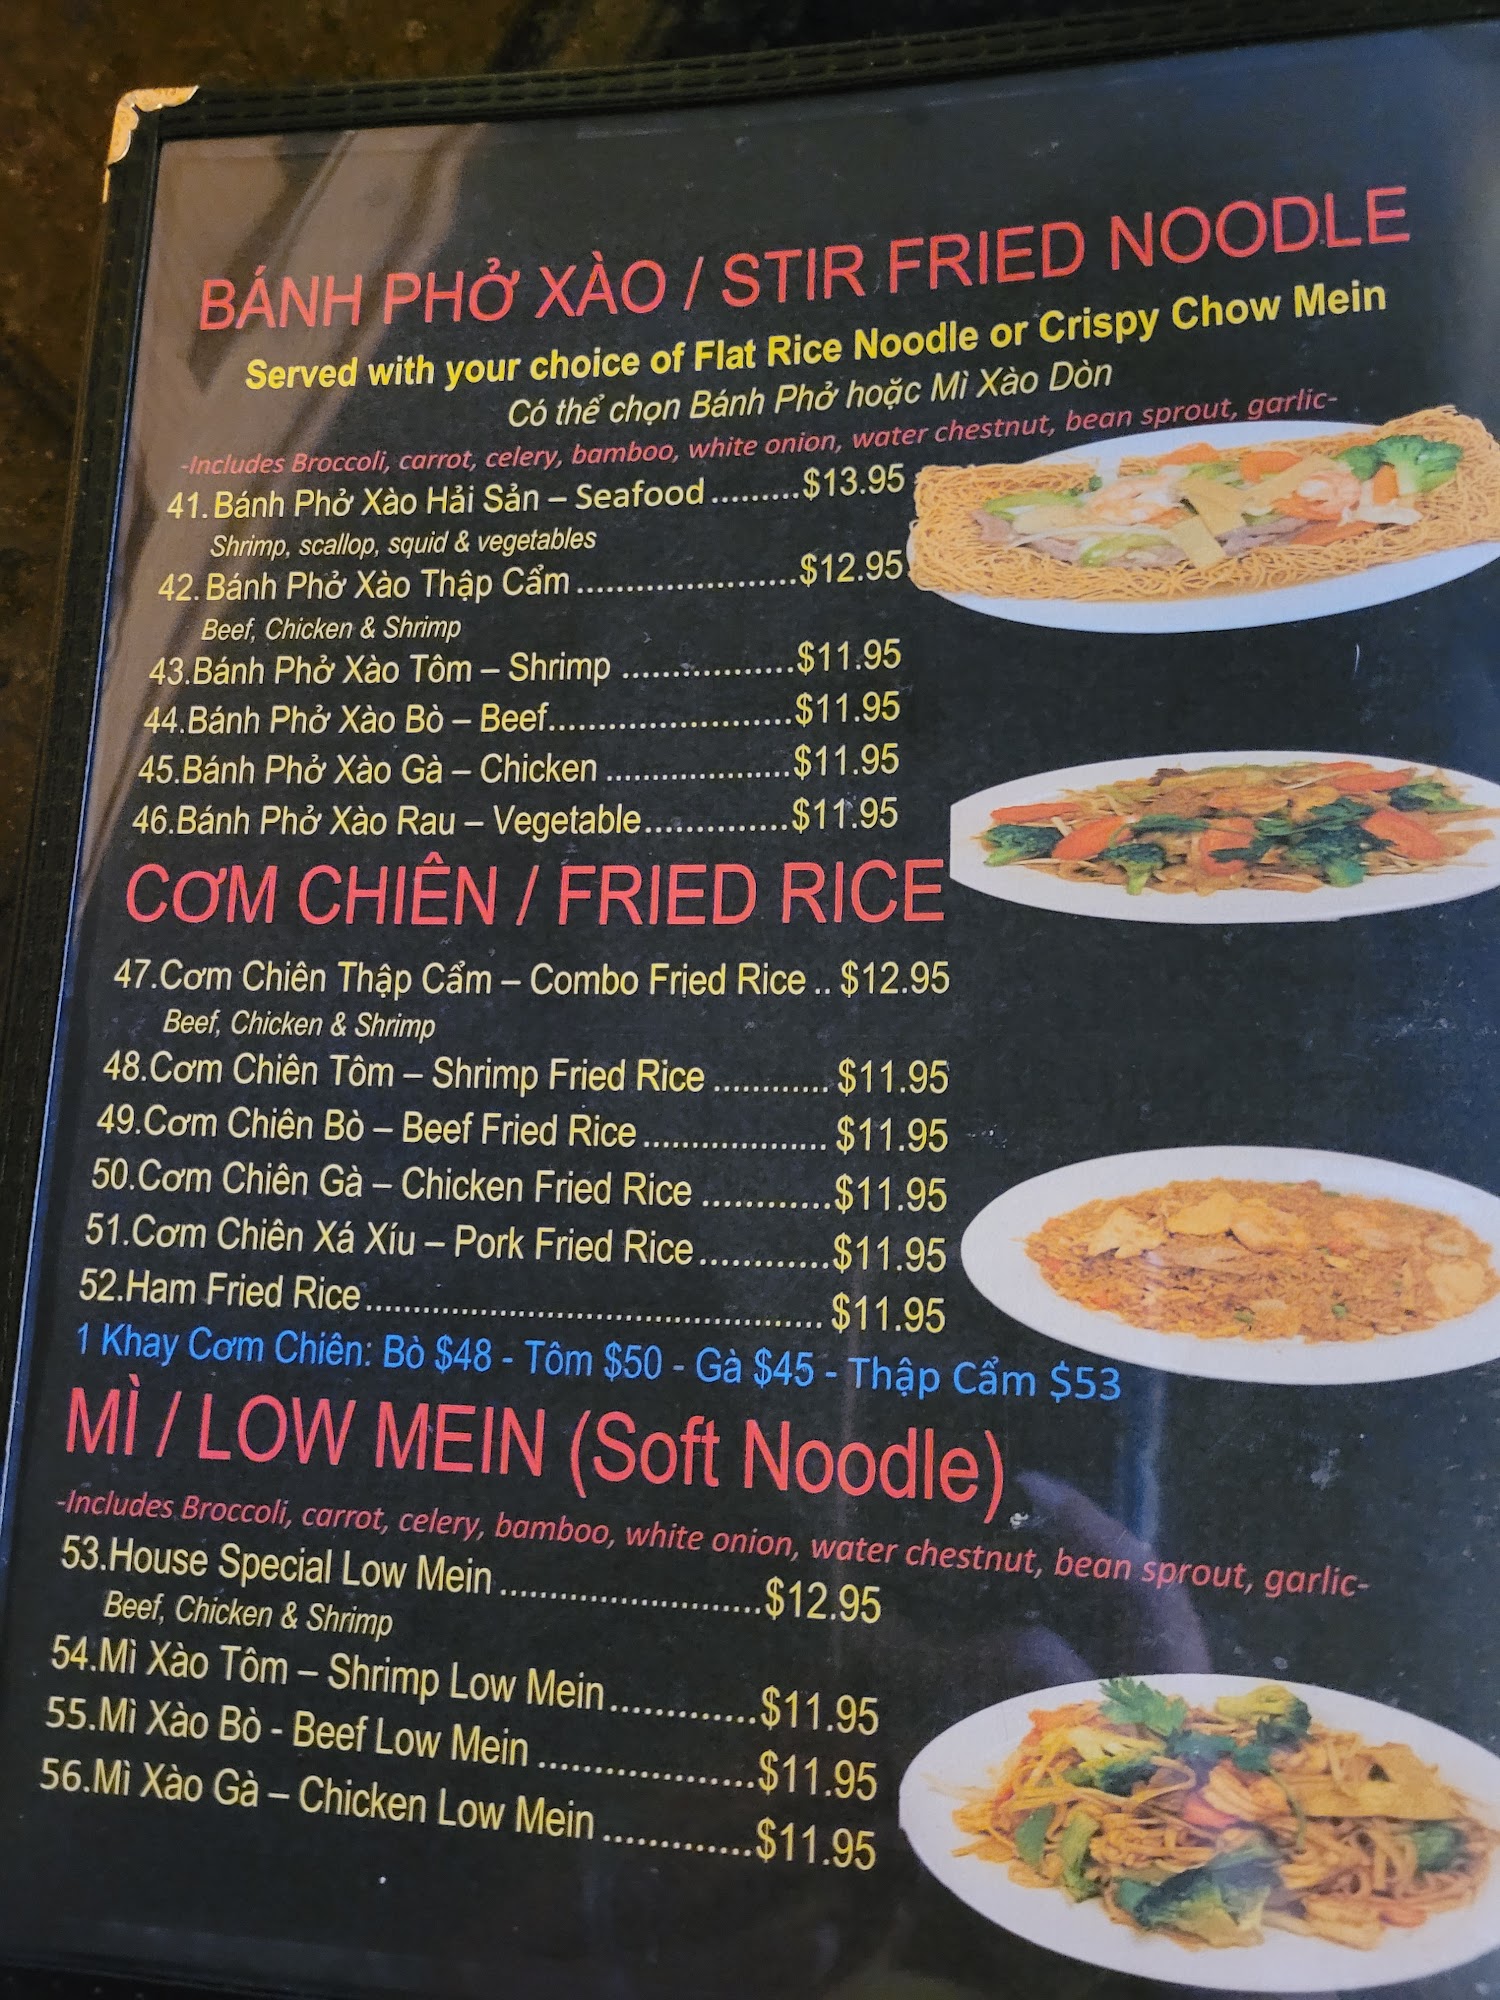 BÁNH PHỞ XÀO / STIR FRIED NOODLE
Served with your choice of Flat Rice Noodle or Crispy Chow Mein
Có thể chọn Bánh Phở hoặc Mì Xào Dòn
-Includes Broccoli, carrot, celery, bamboo, white onion, water chestnut, bean sprout, garlic-
41. Bánh Phở Xào Hải Sản – Seafood .........$13.95
Shrimp, scallop, squid & vegetables
42. Bánh Phở Xào Thập Cẩm ......................$12.95
Beef, Chicken & Shrimp
43.Bánh Phở Xào Tôm – Shrimp .................$11.95
44.Bánh Phở Xào Bò – Beef........................$11.95
45.Bánh Phở Xào Gà – Chicken ...................$11.95
46.Bánh Phở Xào Rau – Vegetable...............$11.95
CƠM CHIÊN / FRIED RICE
47.Cơm Chiên Thập Cẩm – Combo Fried Rice .. $12.95
Beef, Chicken & Shrimp
48.Cơm Chiên Tôm – Shrimp Fried Rice ............ $11.95
49.Cơm Chiên Bò – Beef Fried Rice ................... $11.95
50.Cơm Chiên Gà – Chicken Fried Rice .............$11.95
51.Cơm Chiên Xá Xíu – Pork Fried Rice.............$11.95
52.Ham Fried Rice................................................ $11.95
1 Khay Cơm Chiên: Bò $48 - Tôm $50 - Gà $45 - Thập Cẩm $53
MÌ / LOW MEIN (Soft Noodle)
-Includes Broccoli, carrot, celery, bamboo, white onion, water chestnut, bean sprout, garlic-
53.House Special Low Mein ..........................$12.95
Beef, Chicken & Shrimp
54.Mì Xào Tôm – Shrimp Low Mein..............$11.95
55.Mì Xào Bò - Beef Low Mein .....................$11.95
56.Mì Xào Gà – Chicken Low Mein ..............$11.95